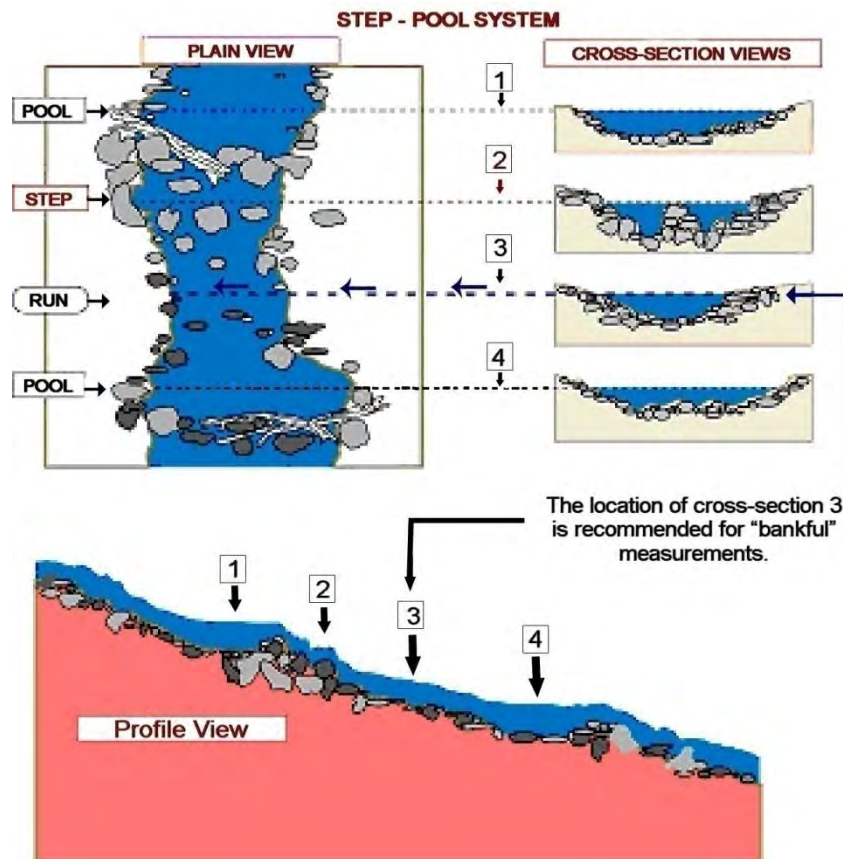 STEP - POOL SYSTEM
PLAIN VIEW
CROSS-SECTION VIEWS
1
POOL
2
STEP
3
RUN
4
POOL
The location of cross-section 3
is recommended for “bankful”
measurements.
1
2
3
4
Profile View